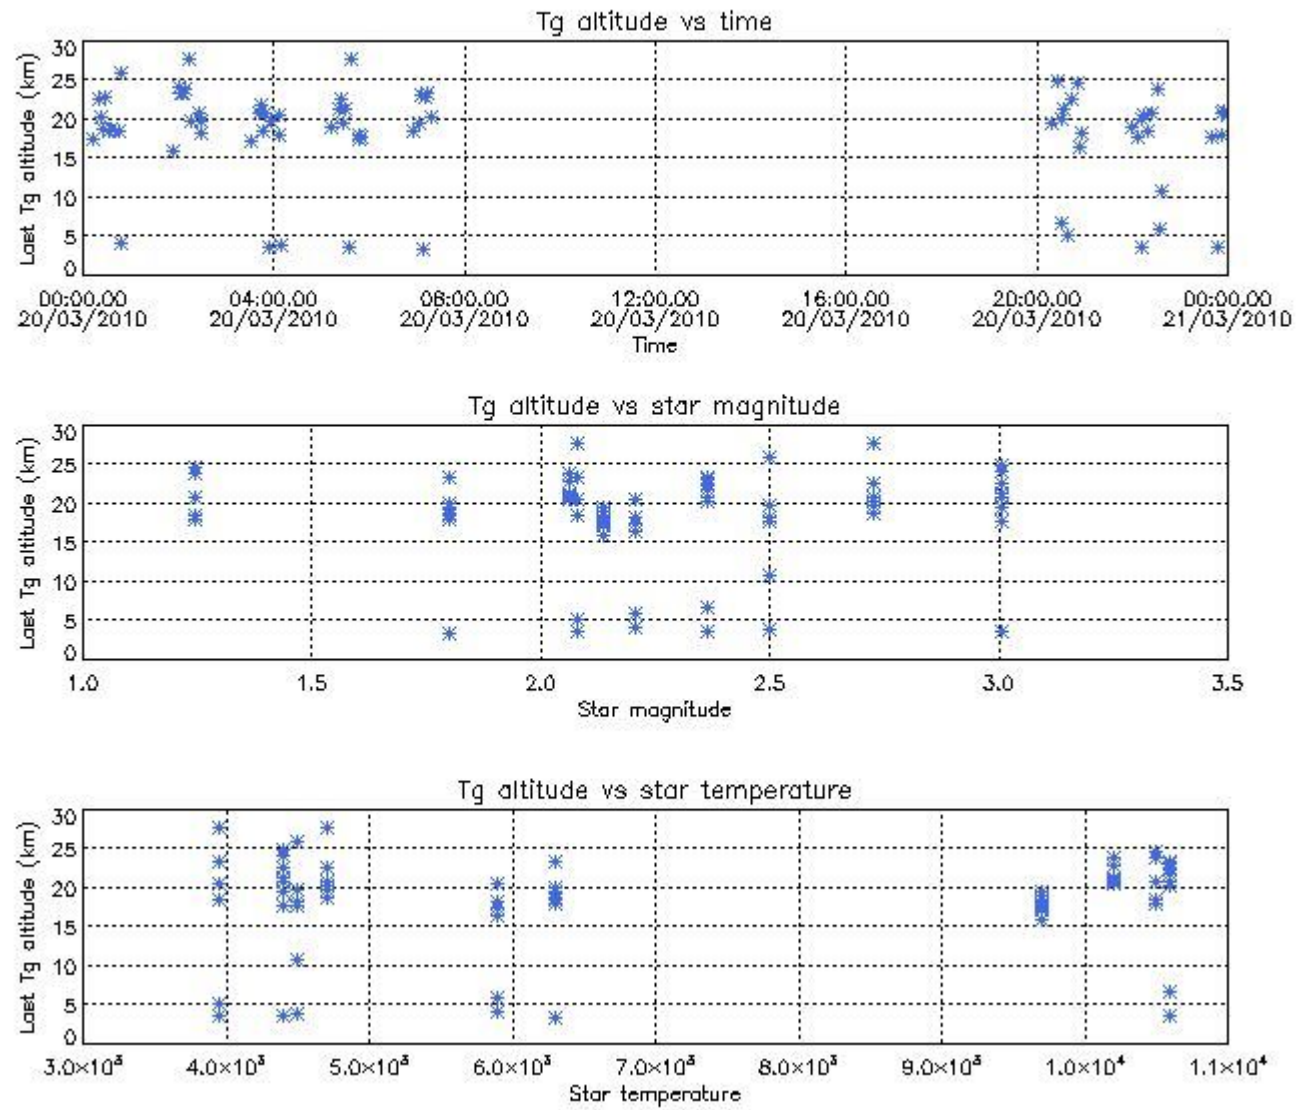 Tg altitude vs time
Last Tg altitude (km)
30
25
20
15
10
5
0
00:00.00 04:00.00 08:00.00 12:00.00 16:00.00 20:00.00 00:00.00
20/03/2010 20/03/2010 20/03/2010 20/03/2010 20/03/2010 20/03/2010 21/03/2010
Time
Tg altitude vs star magnitude
Last Tg altitude (km)
30
25
20
15
10
5
0
1.0 1.5 2.0 2.5 3.0 3.5
Star magnitude
Tg altitude vs star temperature
Last Tg altitude (km)
30
25
20
15
10
5
0
3.0×10³ 4.0×10³ 5.0×10³ 6.0×10³ 7.0×10³ 8.0×10³ 9.0×10³ 1.0×10⁴ 1.1×10⁴
Star temperature